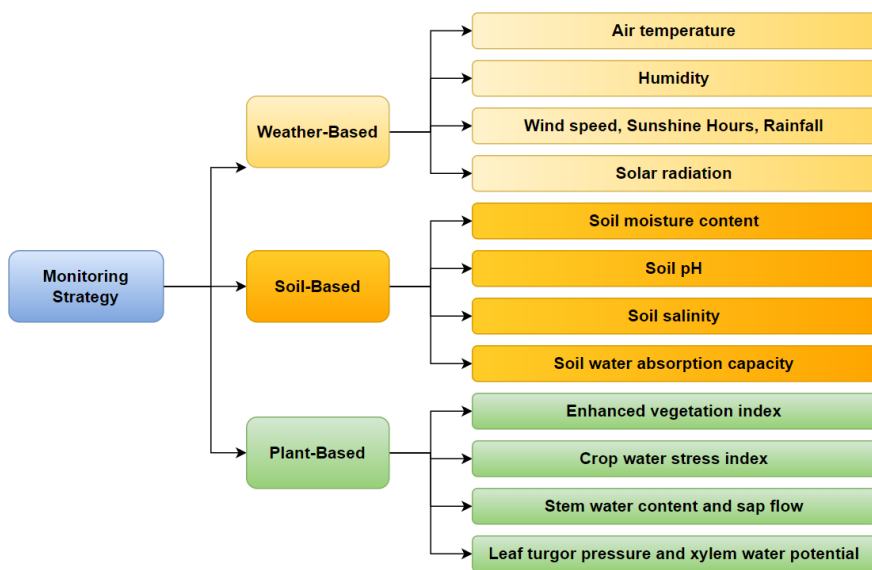 Monitoring
Strategy
Weather-Based
Air temperature
Humidity
Wind speed, Sunshine Hours, Rainfall
Solar radiation
Soil-Based
Soil moisture content
Soil pH
Soil salinity
Soil water absorption capacity
Plant-Based
Enhanced vegetation index
Crop water stress index
Stem water content and sap flow
Leaf turgor pressure and xylem water potential